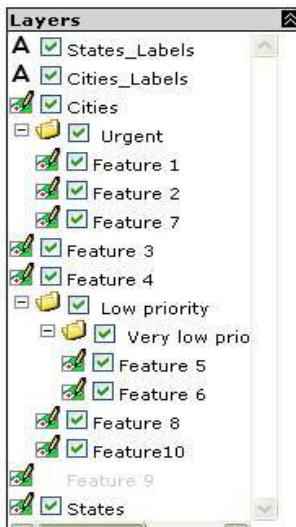 Layers
A States_Labels
A Cities_Labels
Cities
Urgent
Feature 1
Feature 2
Feature 7
Feature 3
Feature 4
Low priority
Very low prio
Feature 5
Feature 6
Feature 8
Feature10
Feature 9
States